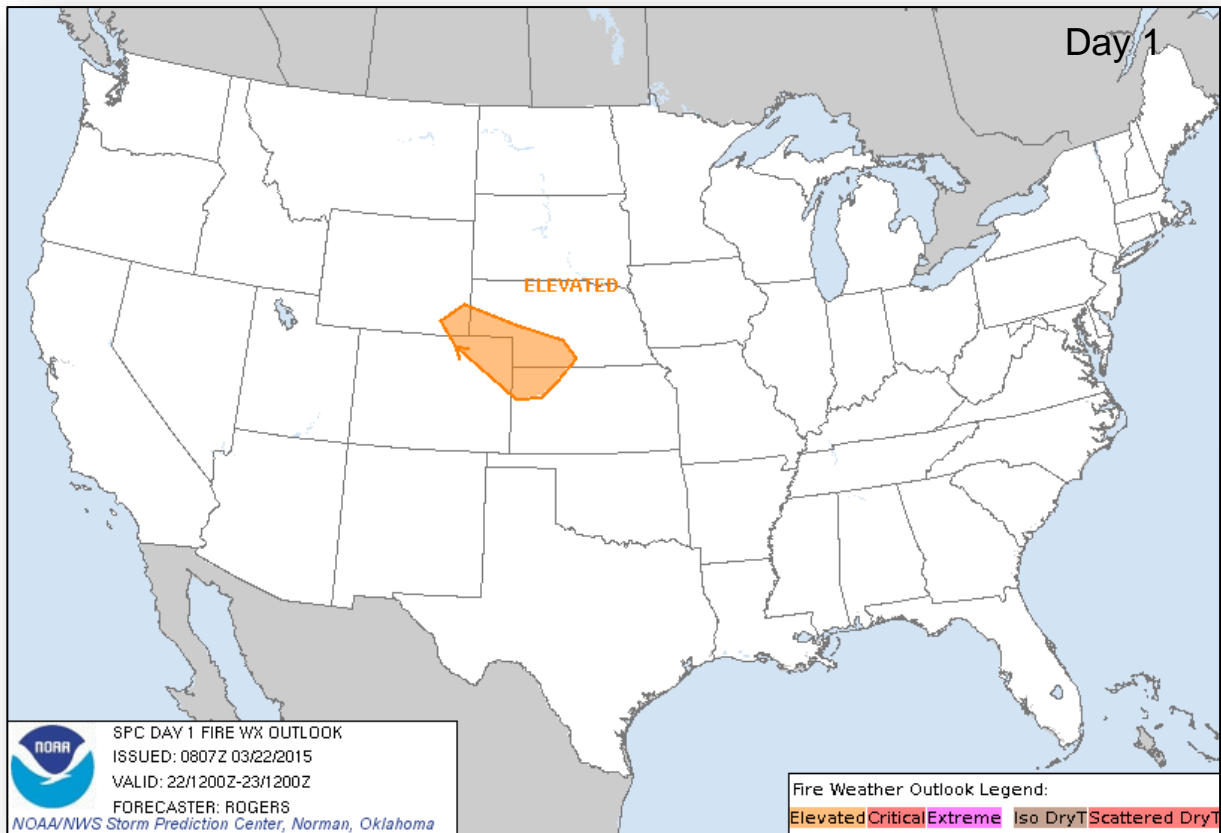 Day 1
ELEVATED
NOAA
SPC DAY 1 FIRE WX OUTLOOK
ISSUED: 0807Z 03/22/2015
VALID: 22/1200Z-23/1200Z
FORECASTER: ROGERS
NOAA/NWS Storm Prediction Center, Norman, Oklahoma
Fire Weather Outlook Legend:
Elevated Critical Extreme Iso DryT Scattered DryT